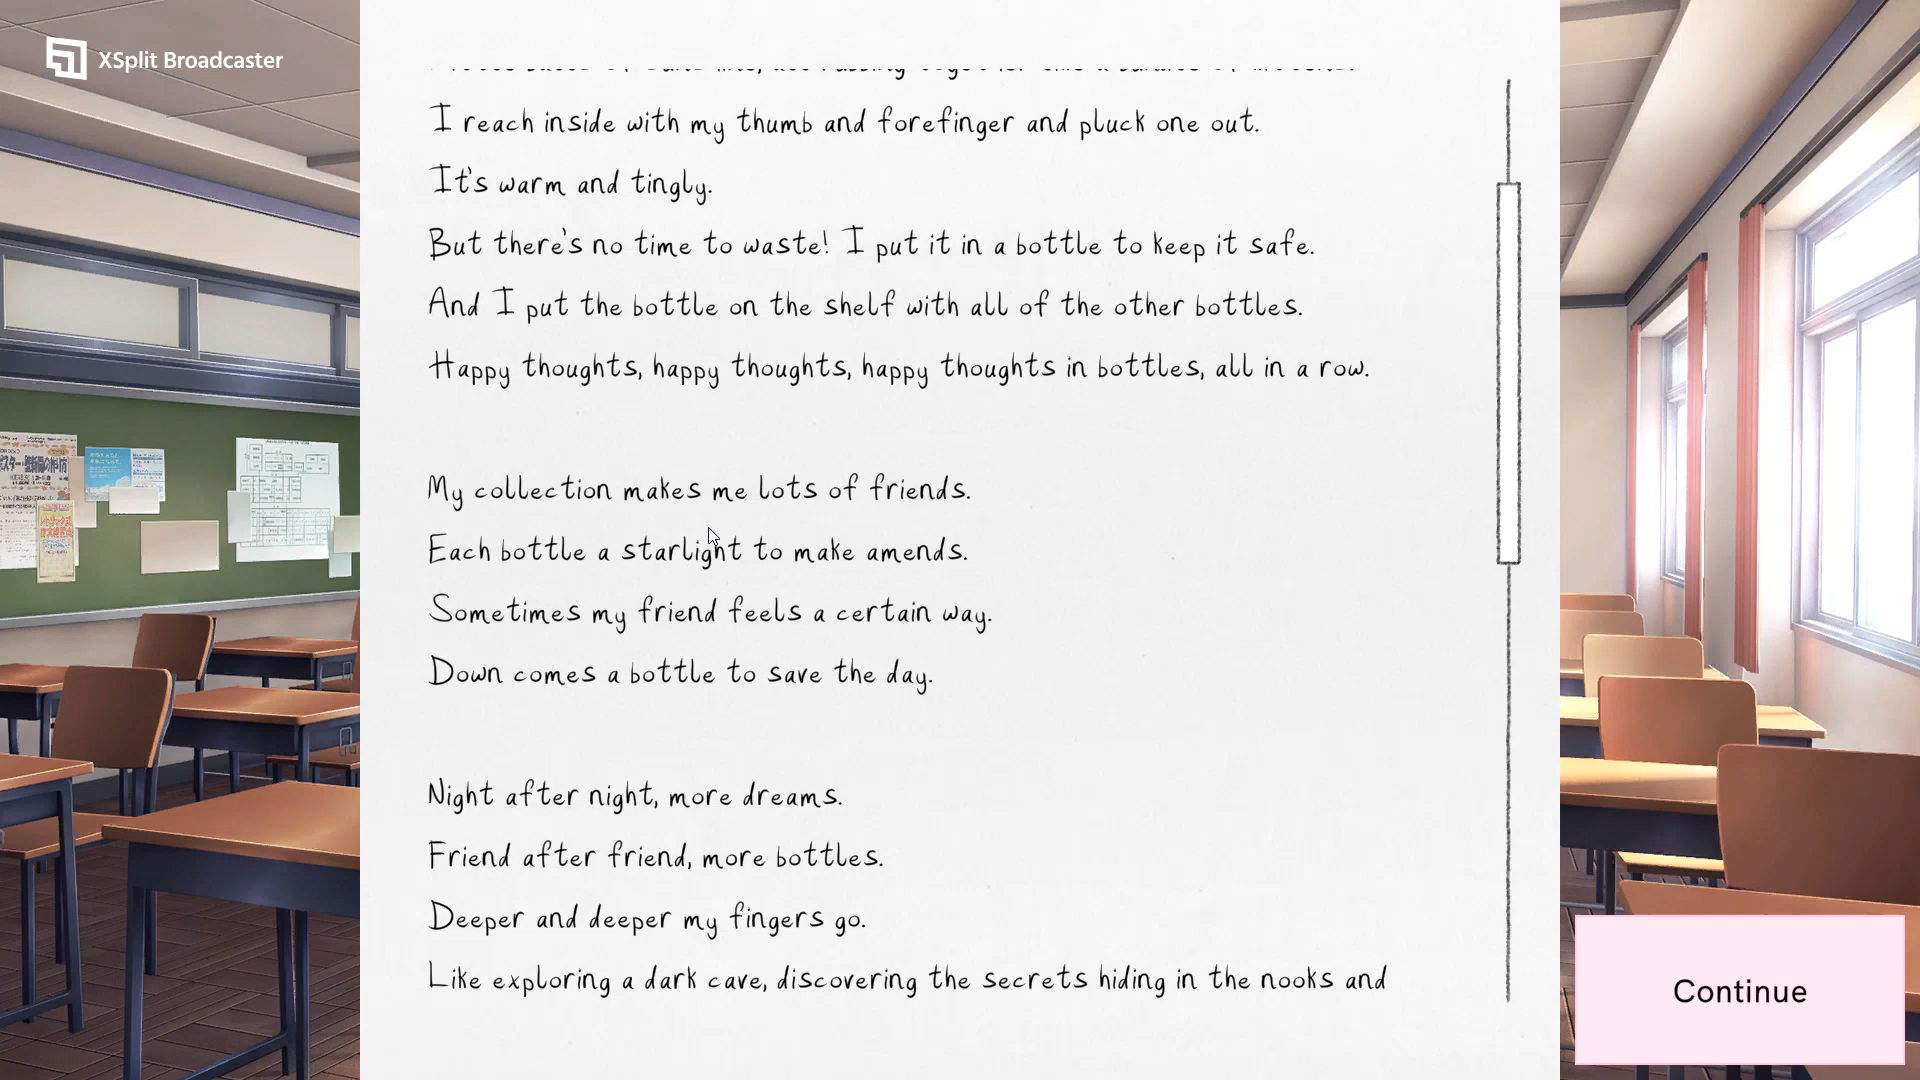 XSplit Broadcaster
I reach inside with my thumb and forefinger and pluck one out.
It's warm and tingly.
But there's no time to waste! I put it in a bottle to keep it safe.
And I put the bottle on the shelf with all of the other bottles.
Happy thoughts, happy thoughts, happy thoughts in bottles, all in a row.
My collection makes me lots of friends.
Each bottle a starlight to make amends.
Sometimes my friend feels a certain way.
Down comes a bottle to save the day.
Night after night, more dreams.
Friend after friend, more bottles.
Deeper and deeper my fingers go.
Like exploring a dark cave, discovering the secrets hiding in the nooks and
Continue